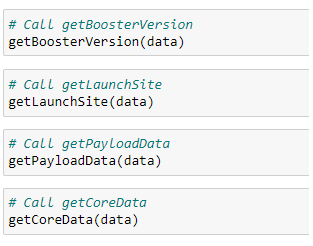 # Call getBoosterVersion
getBoosterVersion(data)
# Call getLaunchSite
getLaunchSite(data)
# Call getPayloadData
getPayloadData(data)
# Call getCoreData
getCoreData(data)